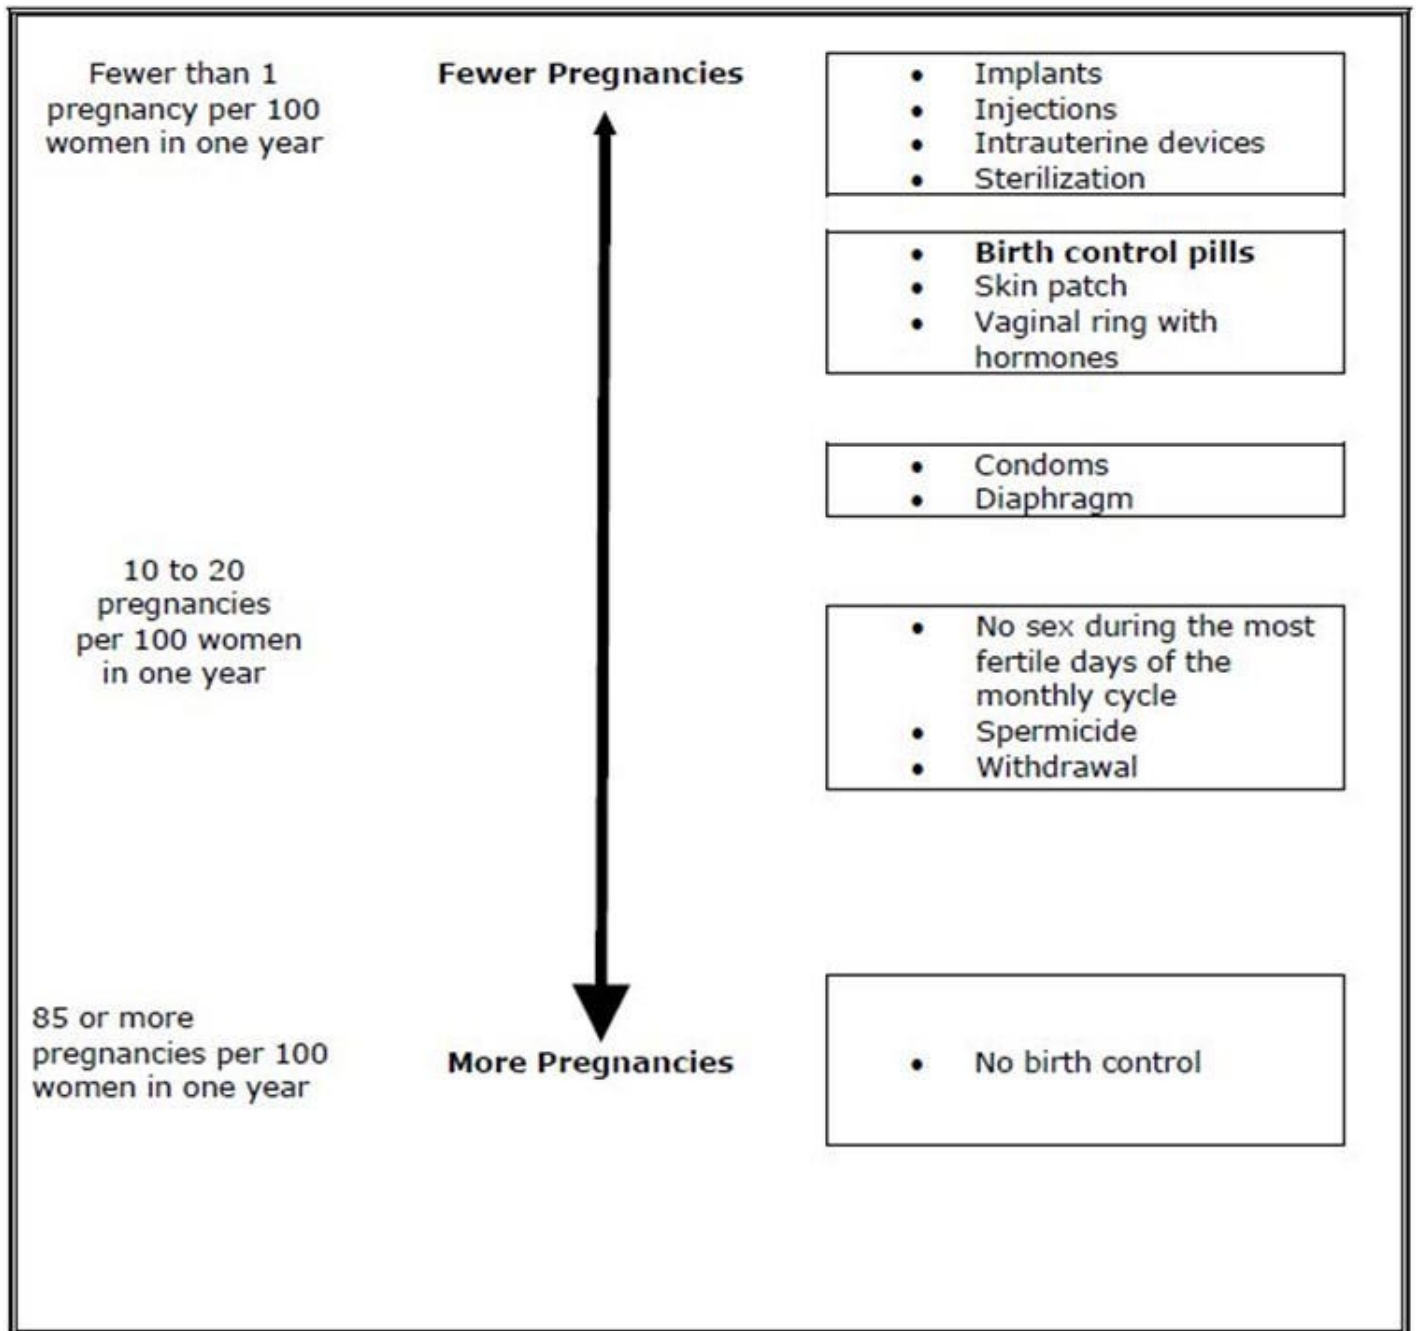 Fewer than 1
pregnancy per 100
women in one year
Fewer Pregnancies
• Implants
• Injections
• Intrauterine devices
• Sterilization
• Birth control pills
• Skin patch
• Vaginal ring with
hormones
• Condoms
• Diaphragm
10 to 20
pregnancies
per 100 women
in one year
• No sex during the most
fertile days of the
monthly cycle
• Spermicide
• Withdrawal
85 or more
pregnancies per 100
women in one year
More Pregnancies
• No birth control